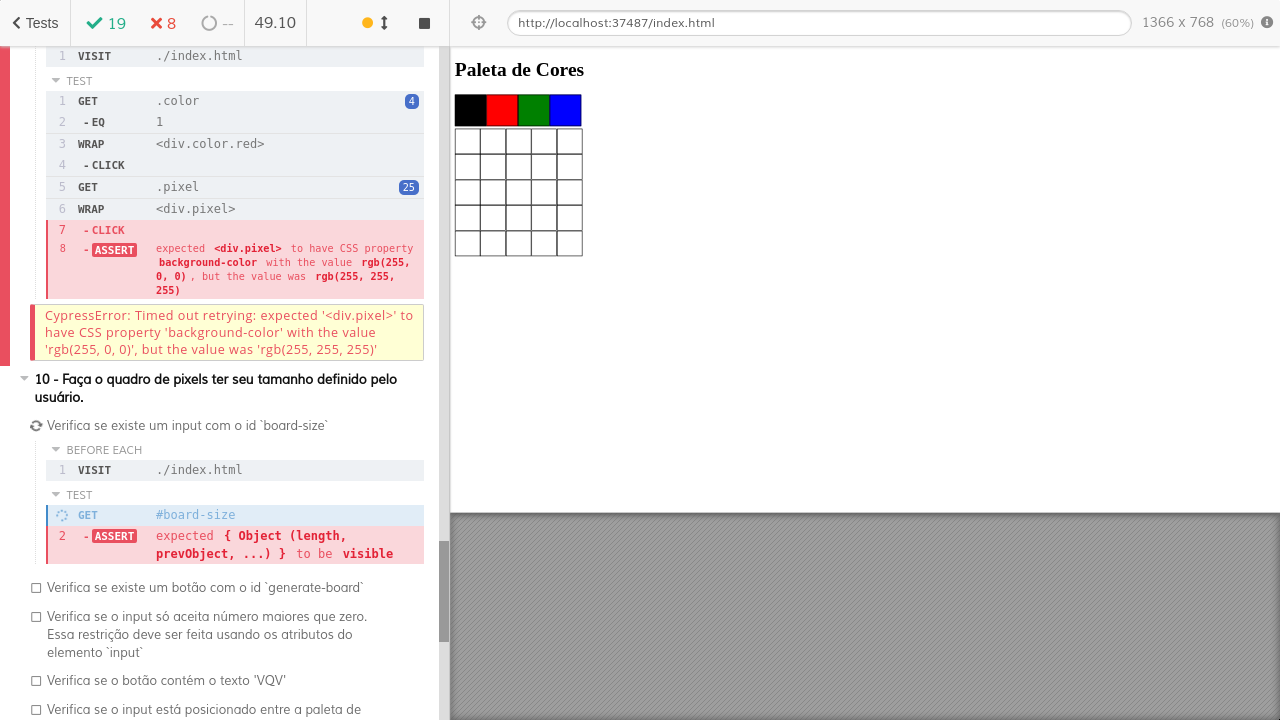 Tests 19 8 -- 49.10
http://localhost:37487/index.html 1366 x 768 (60%)
1 VISIT ./index.html
TEST
1 GET .color 4
2 - EQ 1
3 WRAP <div.color.red>
4 - CLICK
5 GET .pixel 25
6 WRAP <div.pixel>
7 - CLICK
8 - ASSERT expected <div.pixel> to have CSS property
background-color with the value rgb(255,
0, 0) , but the value was rgb(255, 255,
255)
CypressError: Timed out retrying: expected '<div.pixel>' to
have CSS property 'background-color' with the value
'rgb(255, 0, 0)', but the value was 'rgb(255, 255, 255)'
10 - Faça o quadro de pixels ter seu tamanho definido pelo
usuário.
Verifica se existe um input com o id `board-size`
BEFORE EACH
1 VISIT ./index.html
TEST
GET #board-size
2 - ASSERT expected { Object (length,
prevObject, ...) } to be visible
Verifica se existe um botão com o id `generate-board`
Verifica se o input só aceita número maiores que zero.
Essa restrição deve ser feita usando os atributos do
elemento `input`
Verifica se o botão contém o texto 'VQV'
Verifica se o input está posicionado entre a paleta de
Paleta de Cores